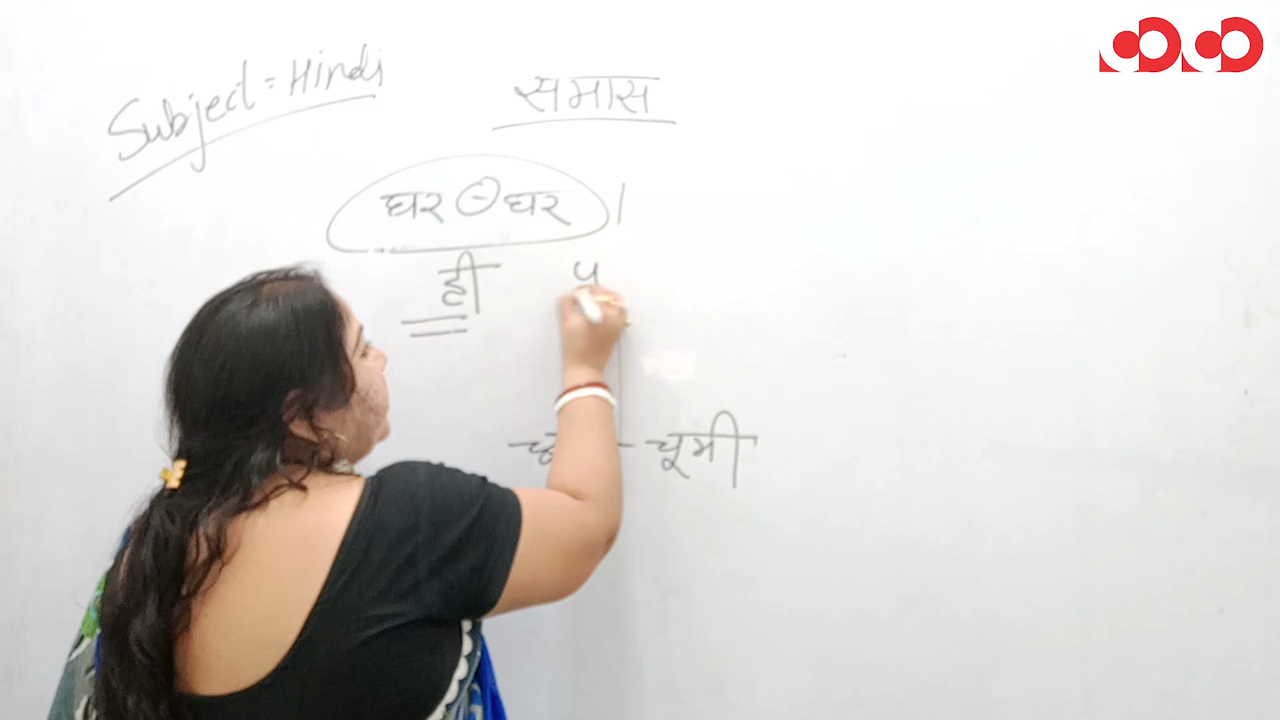 Subject = Hindi
समास
घर - घर |
ही प
चूमी